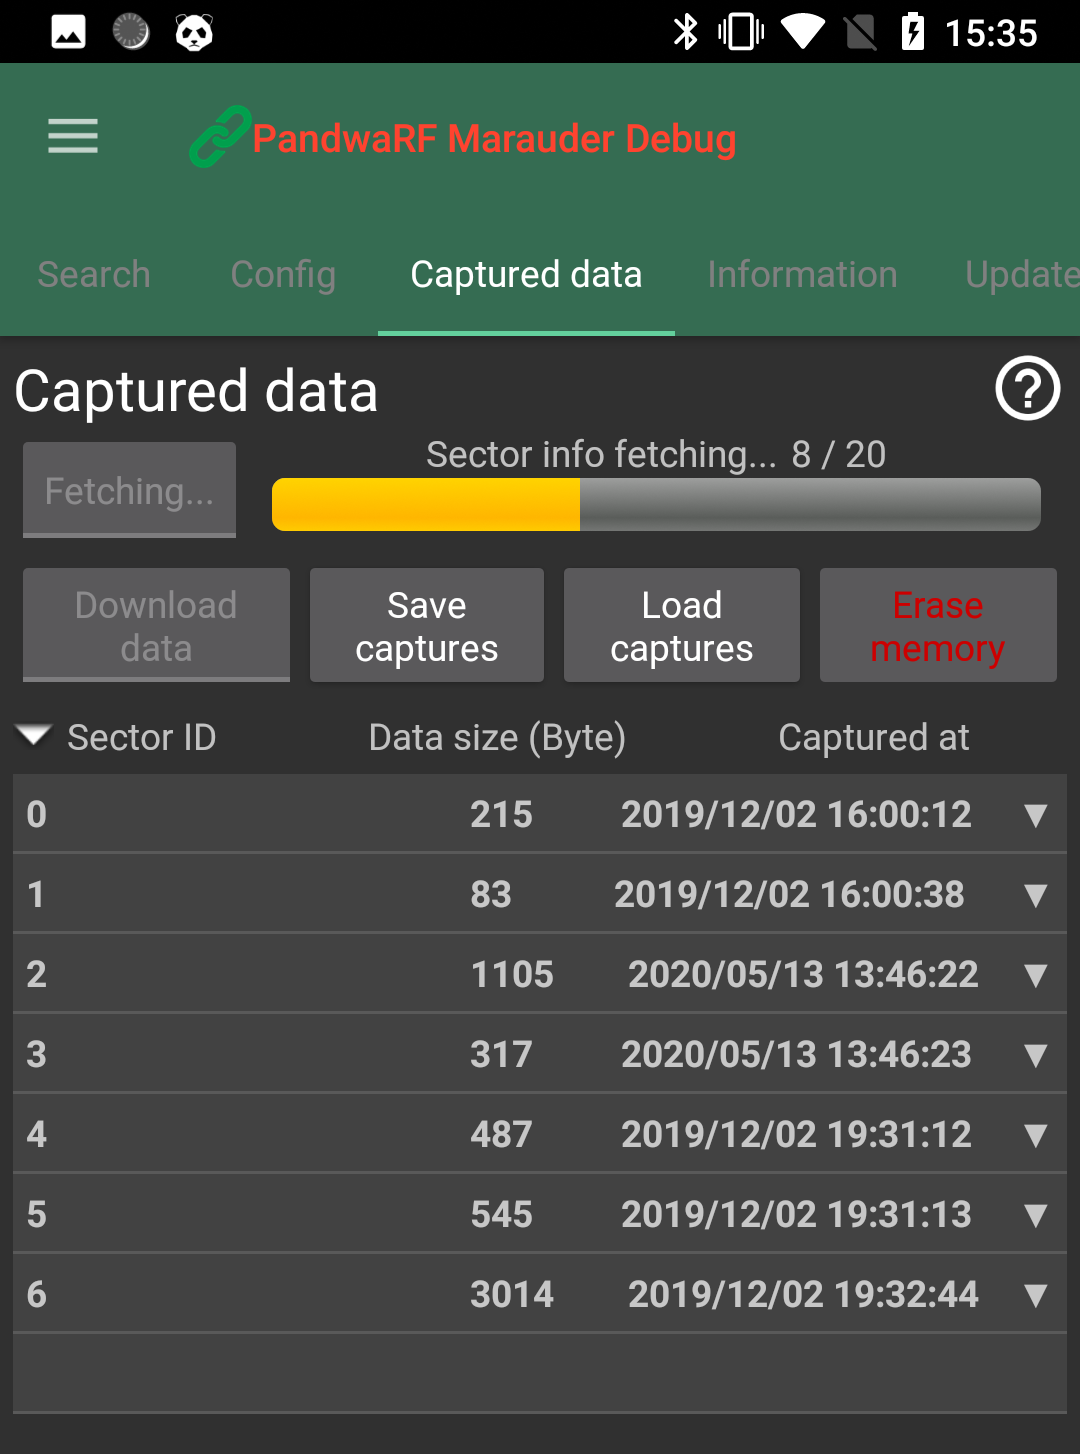 15:35
PandwaRF Marauder Debug
Search Config Captured data Information Update
Captured data
Sector info fetching... 8 / 20
Fetching...
Download data
Save captures
Load captures
Erase memory
Sector ID Data size (Byte) Captured at
0 215 2019/12/02 16:00:12
1 83 2019/12/02 16:00:38
2 1105 2020/05/13 13:46:22
3 317 2020/05/13 13:46:23
4 487 2019/12/02 19:31:12
5 545 2019/12/02 19:31:13
6 3014 2019/12/02 19:32:44